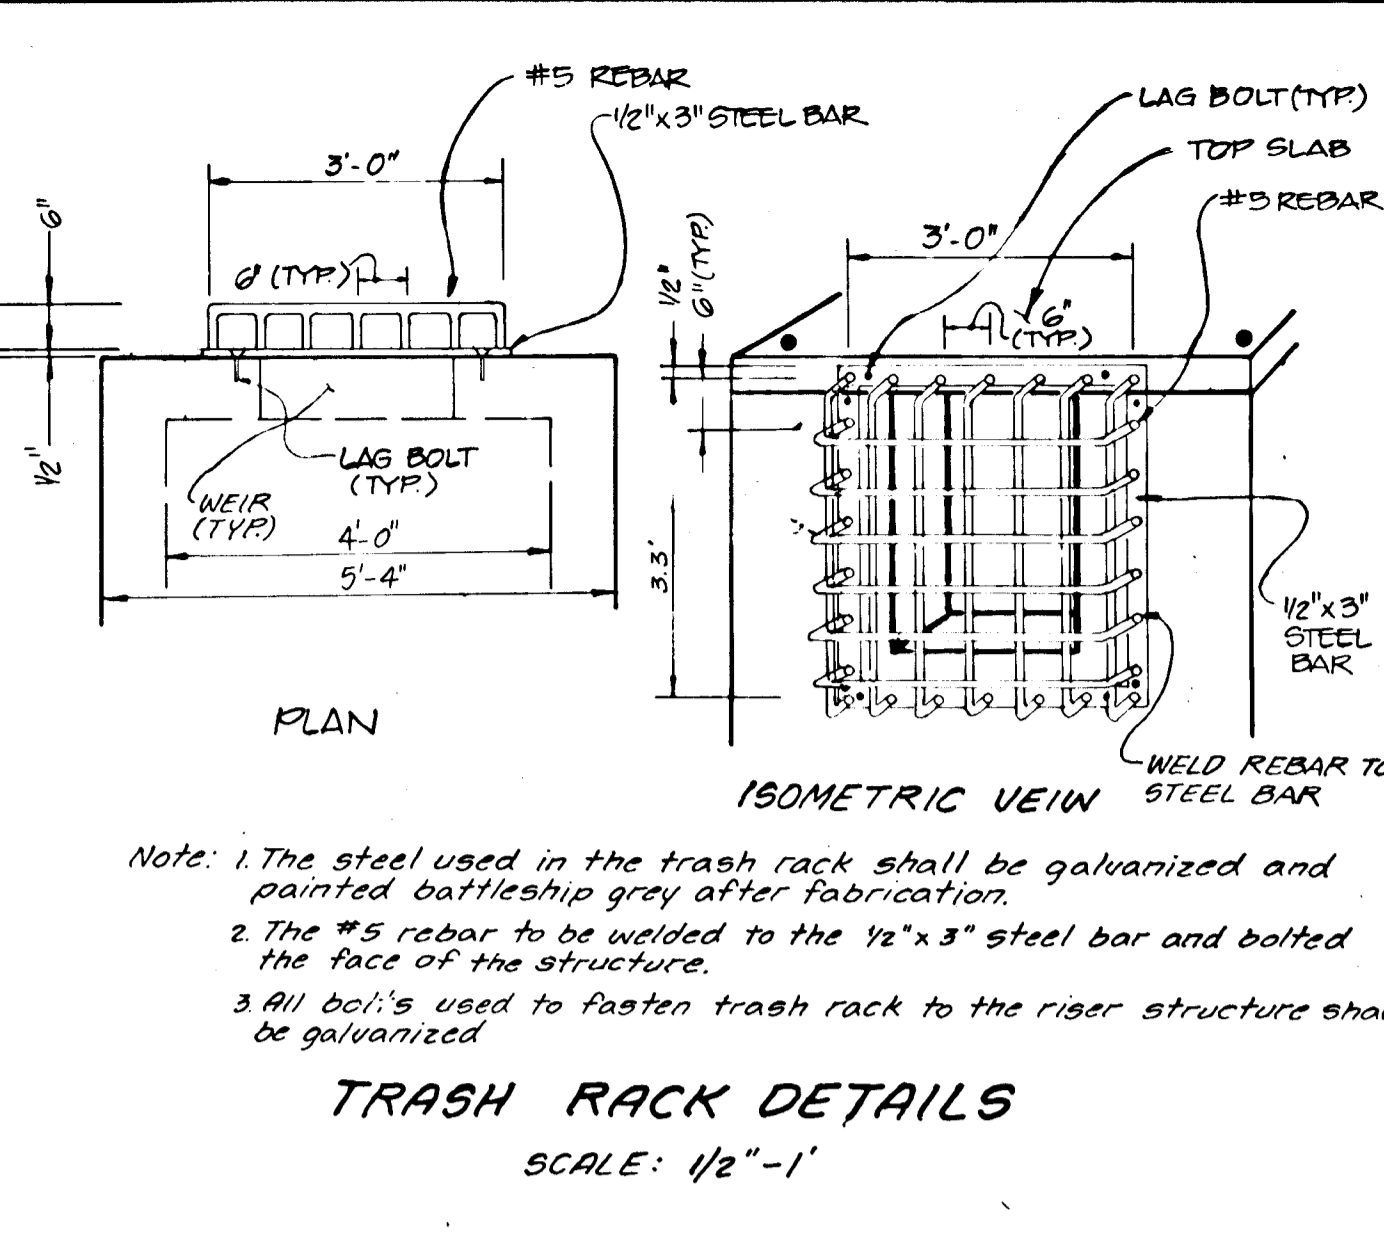 #5 REBAR
1/2"x3" STEEL BAR
3'-0"
6"
6" (TYP.)
1/2"
LAG BOLT
(TYP.)
WEIR
(TYP.)
4'-0"
5'-4"
PLAN
LAG BOLT (TYP.)
TOP SLAB
#5 REBAR
3'-0"
1/2"
6" (TYP.)
6"
(TYP.)
3.3'
1/2"x3"
STEEL
BAR
WELD REBAR TO
STEEL BAR
ISOMETRIC VEIW
Note: 1. The steel used in the trash rack shall be galvanized and
painted battleship grey after fabrication.
2. The #5 rebar to be welded to the 1/2"x3" steel bar and bolted
the face of the structure.
3. All bolts used to fasten trash rack to the riser structure
be galvanized
TRASH RACK DETAILS
SCALE: 1/2"-1'